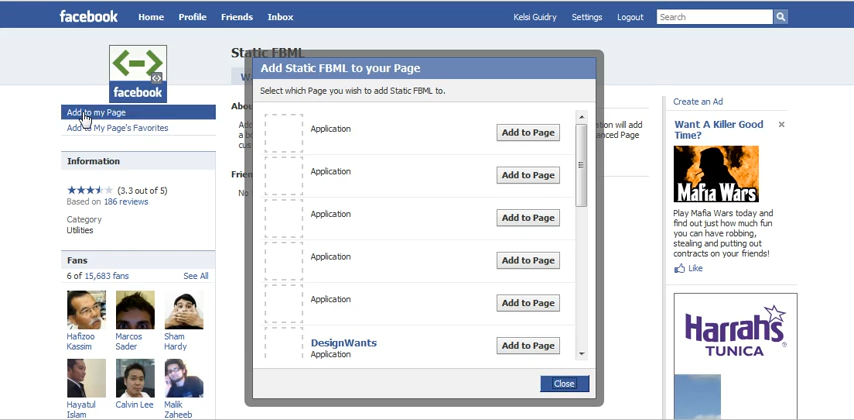 facebook Home Profile Friends Inbox Kelsi Guidry Settings Logout Search
Static FBML
facebook
Add to my Page
Add to My Page's Favorites
Information
(3.3 out of 5)
Based on 186 reviews
Category
Utilities
Fans
6 of 15,683 fans See All
Hafizoo
Kassim
Marcos
Sader
Sham
Hardy
Hayatul
Islam
Calvin Lee
Malik
Zaheeb
Add Static FBML to your Page
Select which Page you wish to add Static FBML to.
Application Add to Page
Application Add to Page
Application Add to Page
Application Add to Page
Application Add to Page
DesignWants
Application Add to Page
Close
Create an Ad
Want A Killer Good
Time?
Mafia Wars
Play Mafia Wars today and
find out just how much fun
you can have robbing,
stealing and putting out
contracts on your friends!
Like
Harrah's
TUNICA